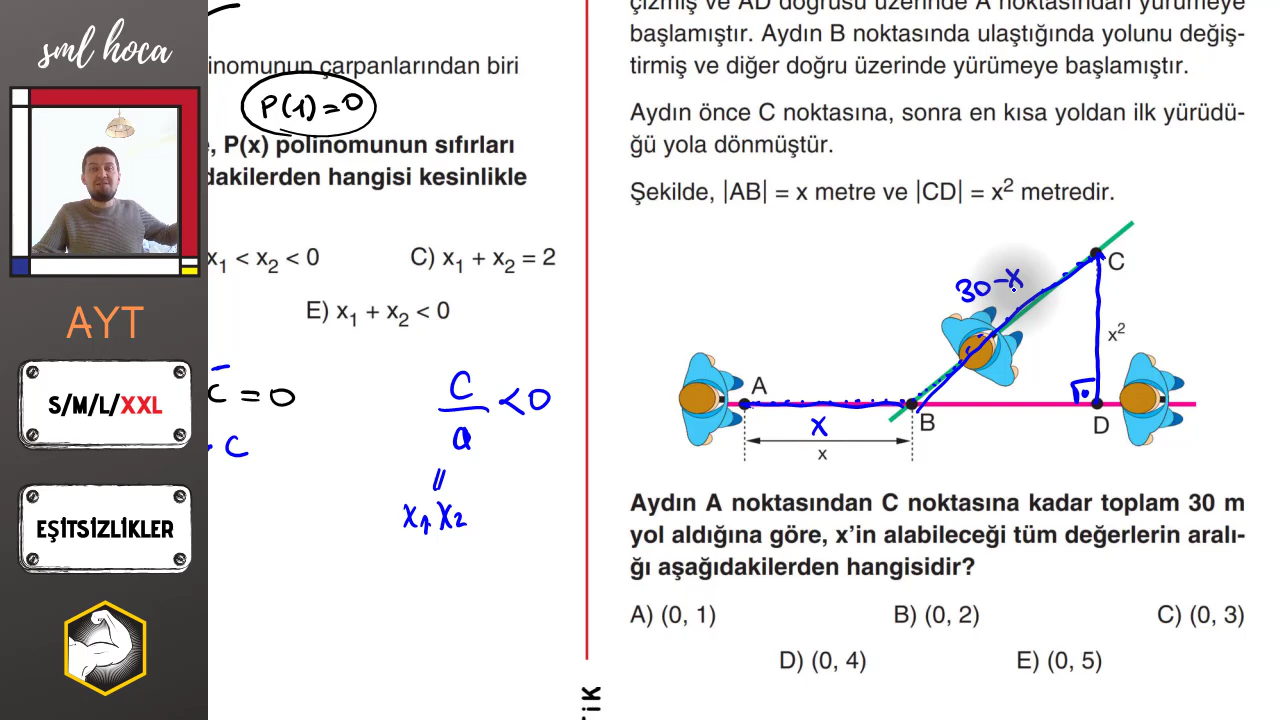 sml hoca
AYT
S/M/L/XXL
EŞİTSİZLİKLER
inomunun çarpanlarından biri
P(1)=0
, P(x) polinomunun sıfırları
dakilerden hangisi kesinlikle
x₁ < x₂ < 0
C) x₁ + x₂ = 2
E) x₁ + x₂ < 0
c = 0
c
C/a < 0
=
x₁ x₂
çizmiş ve AD doğrusu üzerinde A noktasından yürümeye
başlamıştır. Aydın B noktasında ulaştığında yolunu değiş-
tirmiş ve diğer doğru üzerinde yürümeye başlamıştır.
Aydın önce C noktasına, sonra en kısa yoldan ilk yürüdü-
ğü yola dönmüştür.
Şekilde, |AB| = x metre ve |CD| = x² metredir.
C
30-x
x²
A
B
D
x
x
Aydın A noktasından C noktasına kadar toplam 30 m
yol aldığına göre, x'in alabileceği tüm değerlerin aralı-
ğı aşağıdakilerden hangisidir?
A) (0, 1)
B) (0, 2)
C) (0, 3)
D) (0, 4)
E) (0, 5)